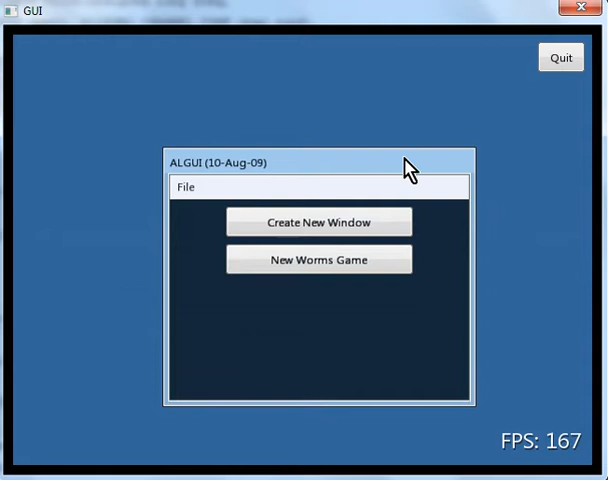 GUI
Quit
ALGUI (10-Aug-09)
File
Create New Window
New Worms Game
FPS: 167